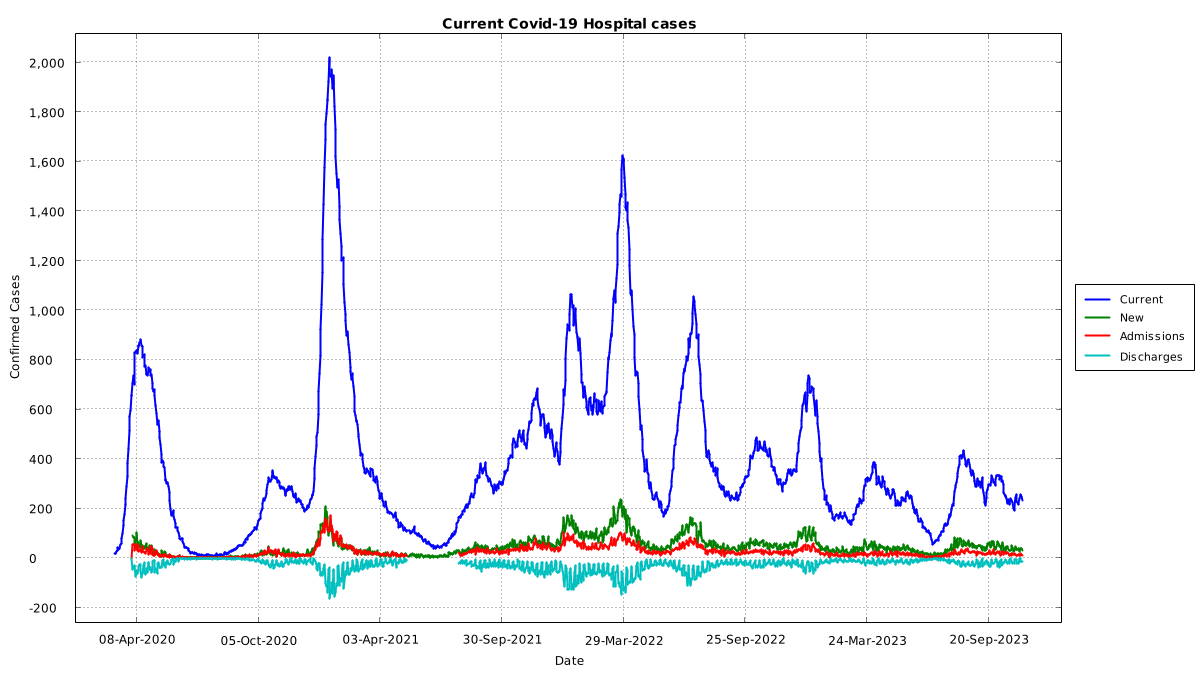 Current Covid-19 Hospital cases
2,000
1,800
1,600
1,400
1,200
1,000
800
600
400
200
0
-200
Confirmed Cases
08-Apr-2020 05-Oct-2020 03-Apr-2021 30-Sep-2021 29-Mar-2022 25-Sep-2022 24-Mar-2023 20-Sep-2023
Date
Current
New
Admissions
Discharges